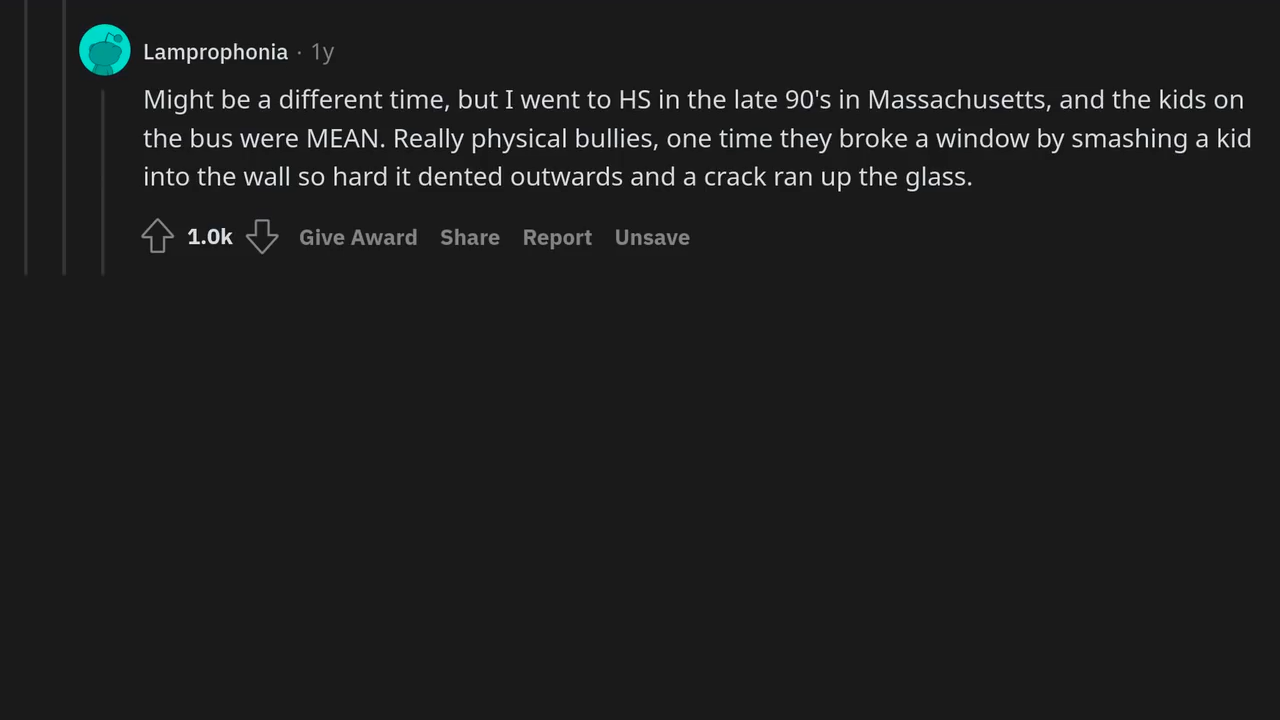 Lamprophonia · 1y
Might be a different time, but I went to HS in the late 90's in Massachusetts, and the kids on
the bus were MEAN. Really physical bullies, one time they broke a window by smashing a kid
into the wall so hard it dented outwards and a crack ran up the glass.
1.0k Give Award Share Report Unsave